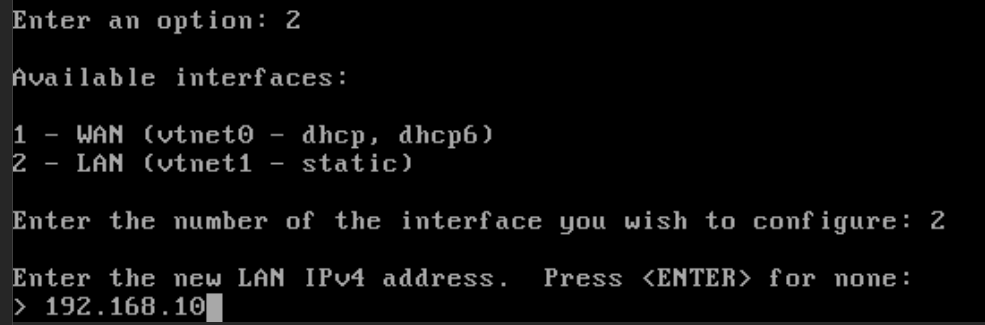 Enter an option: 2
Available interfaces:
1 - WAN (vtnet0 - dhcp, dhcp6)
2 - LAN (vtnet1 - static)
Enter the number of the interface you wish to configure: 2
Enter the new LAN IPv4 address.  Press <ENTER> for none:
> 192.168.10